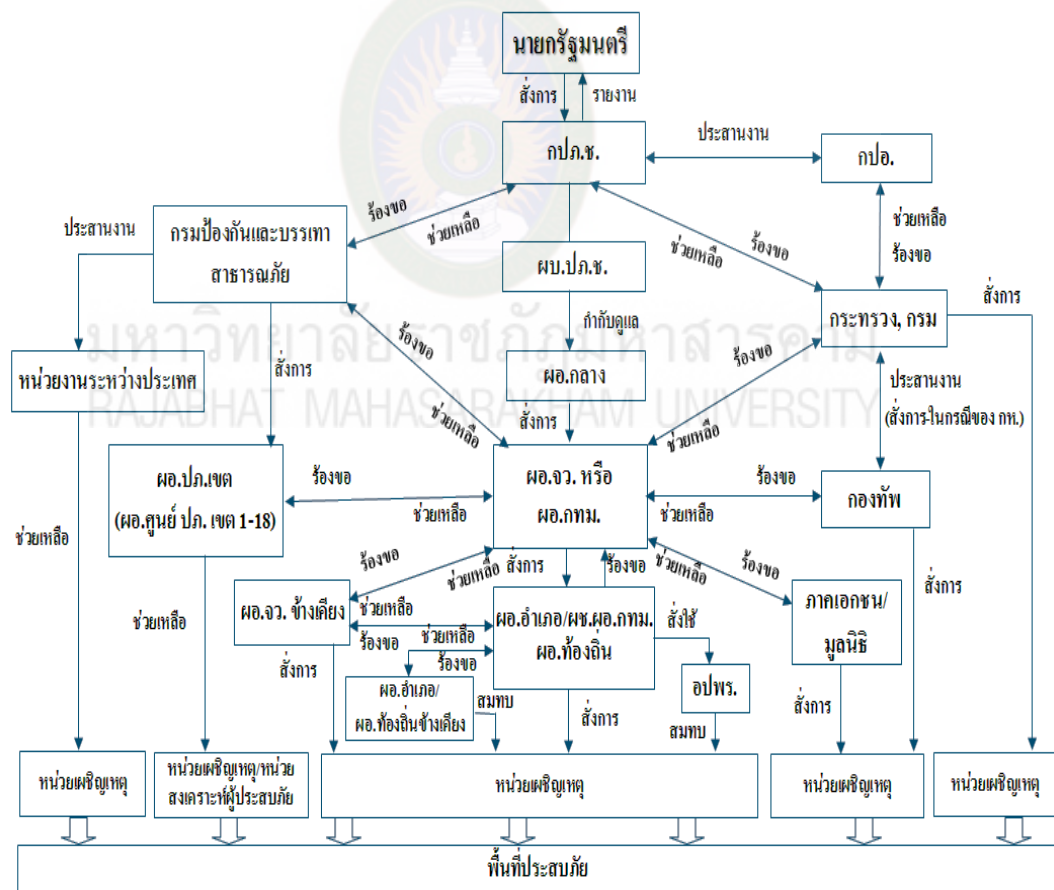 นายกรัฐมนตรี
สั่งการ
รายงาน
กปภ.ช.
ประสานงาน
กปอ.
ร้องขอ
ช่วยเหลือ
ร้องขอ
ช่วยเหลือ
ช่วยเหลือ
ร้องขอ
ประสานงาน
กรมป้องกันและบรรเทา
สาธารณภัย
ผบ.ปภ.ช.
กระทรวง, กรม
สั่งการ
กำกับดูแล
มหาวิทยาลัยราชภัฏมหาสารคาม
RAJABHAT MAHASARAKHAM UNIVERSITY
หน่วยงานระหว่างประเทศ
สั่งการ
ร้องขอ
ช่วยเหลือ
ผอ.กลาง
สั่งการ
ร้องขอ
ช่วยเหลือ
ประสานงาน
(สั่งการ-ในกรณีของ กห.)
ผอ.ปภ.เขต
(ผอ.ศูนย์ ปภ. เขต 1-18)
ร้องขอ
ช่วยเหลือ
ผอ.จว. หรือ
ผอ.กทม.
ร้องขอ
ช่วยเหลือ
กองทัพ
ช่วยเหลือ
ร้องขอ
ช่วยเหลือ
สั่งการ
ร้องขอ
ช่วยเหลือ
ร้องขอ
สั่งการ
ช่วยเหลือ
ผอ.จว. ข้างเคียง
ช่วยเหลือ
ร้องขอ
ช่วยเหลือ
ร้องขอ
ผอ.อำเภอ/ผช.ผอ.กทม.
ผอ.ท้องถิ่น
สั่งใช้
ภาคเอกชน/
มูลนิธิ
สั่งการ
ผอ.อำเภอ/
ผอ.ท้องถิ่นข้างเคียง
สมทบ
สั่งการ
อปพร.
สมทบ
สั่งการ
หน่วยเผชิญเหตุ
หน่วยเผชิญเหตุ/หน่วย
สงเคราะห์ผู้ประสบภัย
หน่วยเผชิญเหตุ
หน่วยเผชิญเหตุ
หน่วยเผชิญเหตุ
พื้นที่ประสบภัย